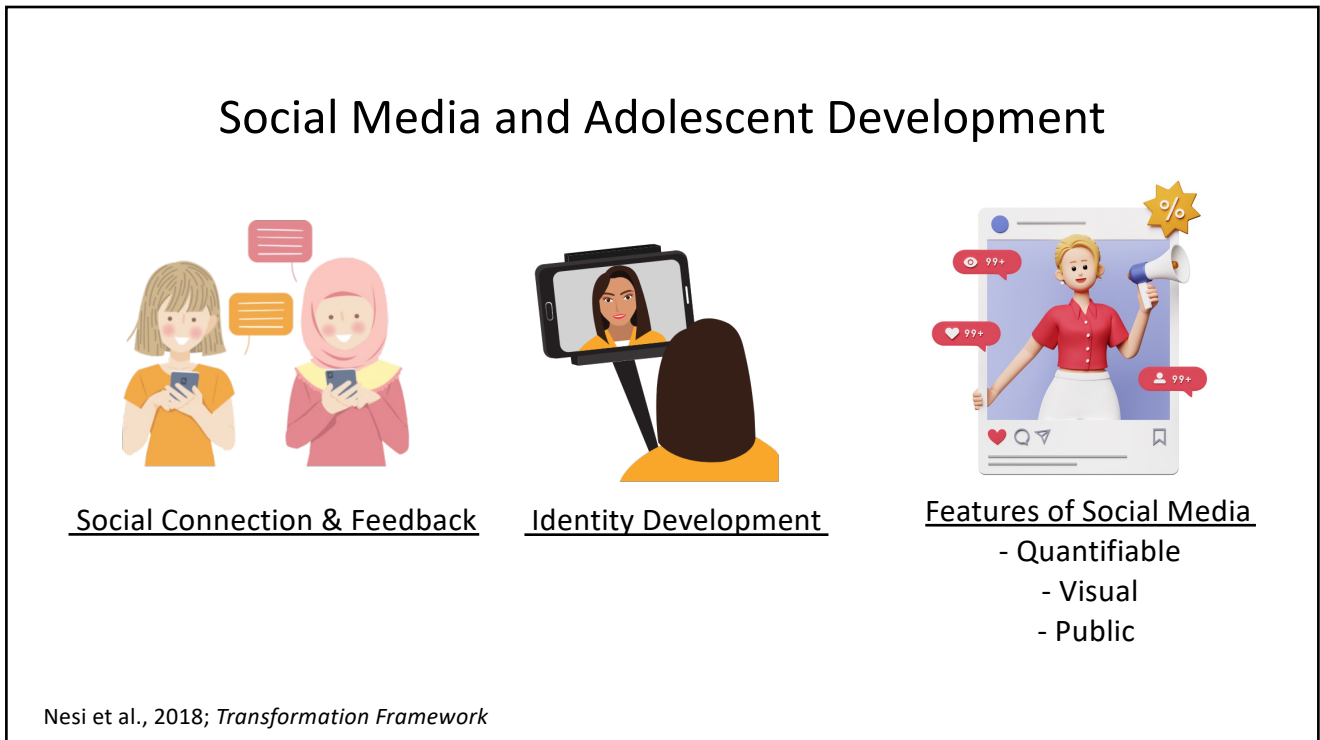 Social Media and Adolescent Development
%
99+
99+
99+
Social Connection & Feedback
Identity Development
Features of Social Media
- Quantifiable
- Visual
- Public
Nesi et al., 2018; Transformation Framework